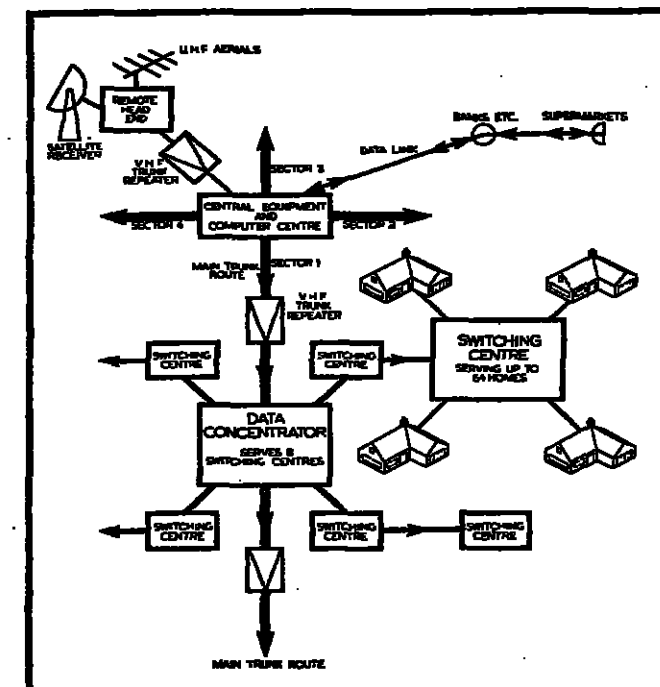 U.H.F AERIALS
REMOTE
HEAD
END
SATELLITE
RECEIVER
V H F
TRUNK
REPEATER
SECTOR 3
DATA LINK
BANKS ETC.
SUPERMARKETS
CENTRAL EQUIPMENT
AND
COMPUTER CENTRE
SECTOR 4
SECTOR 2
MAIN TRUNK
ROUTE
SECTOR 1
V H F
TRUNK
REPEATER
SWITCHING
CENTRE
SWITCHING
CENTRE
SWITCHING
CENTRE
SERVING UP TO
64 HOMES
DATA
CONCENTRATOR
SERVES 8
SWITCHING CENTRES
SWITCHING
CENTRE
SWITCHING
CENTRE
SWITCHING
CENTRE
MAIN TRUNK ROUTE